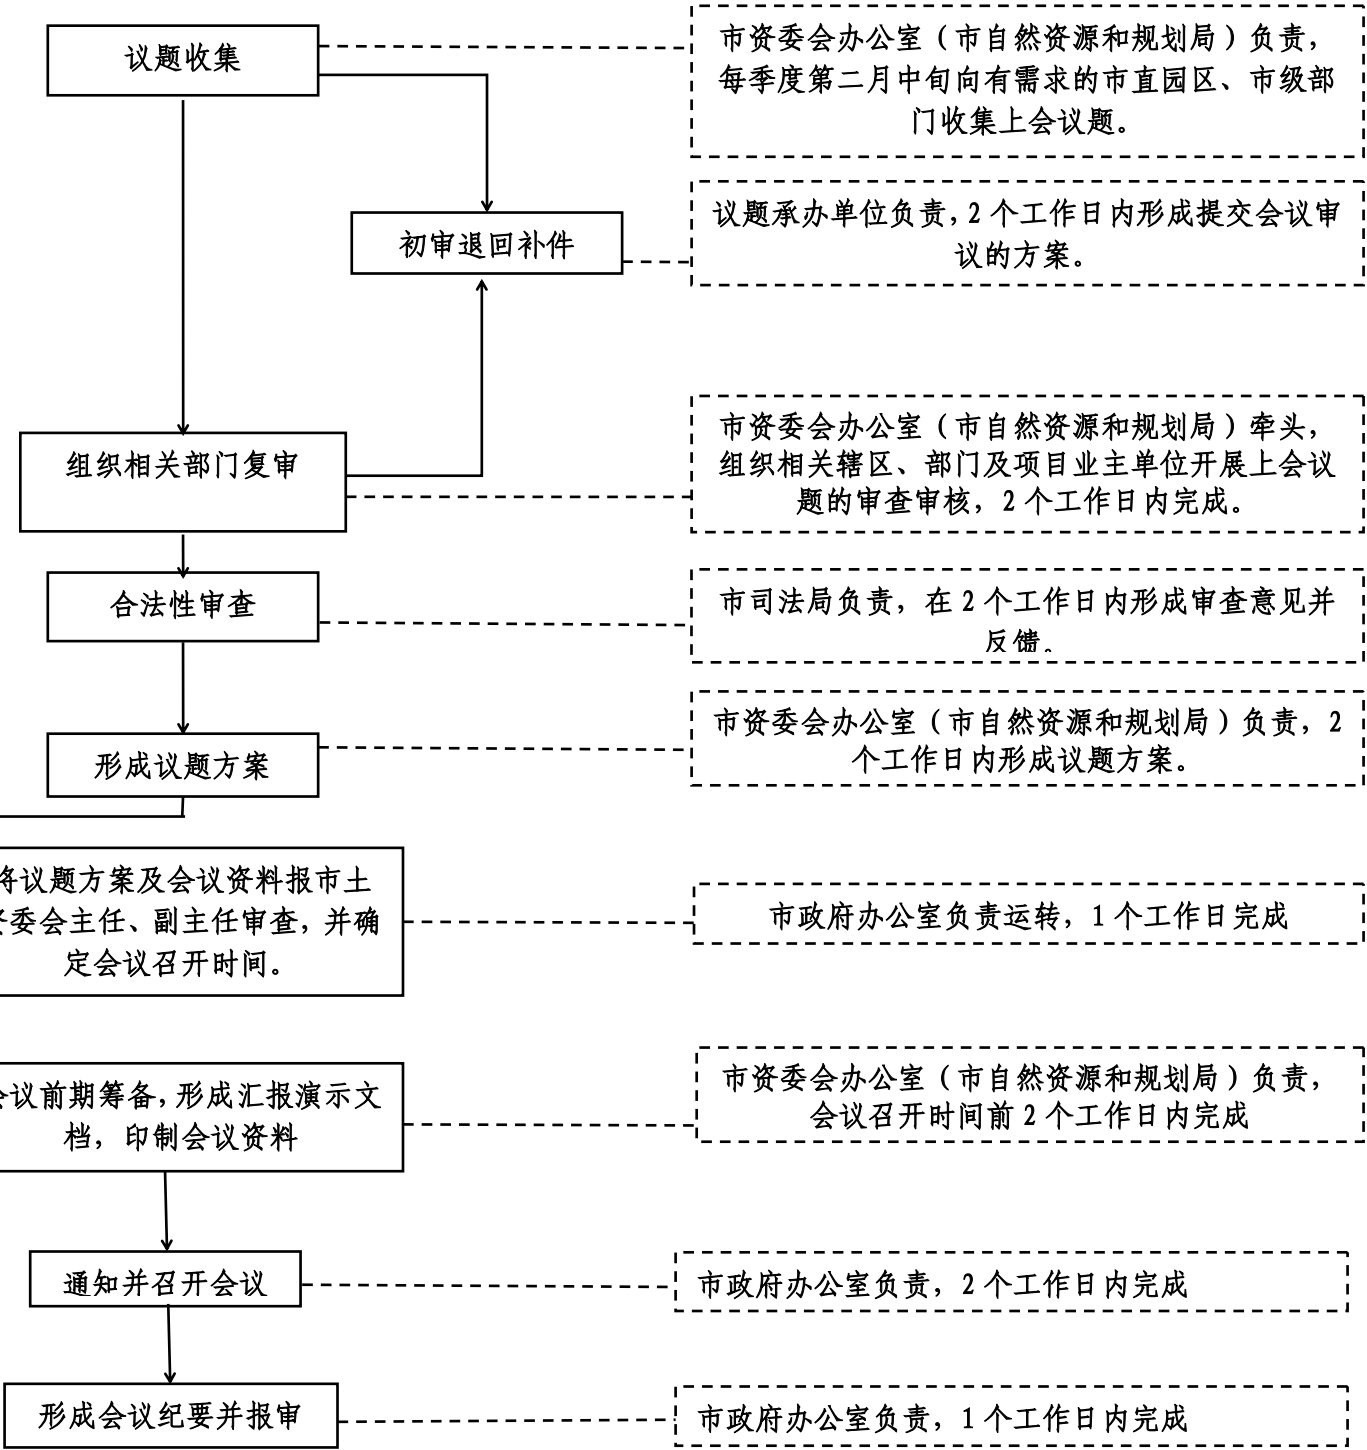 议题收集
市资委会办公室（市自然资源和规划局）负责，
每季度第二月中旬向有需求的市直园区、市级部
门收集上会议题。
初审退回补件
议题承办单位负责，2 个工作日内形成提交会议审
议的方案。
组织相关部门复审
市资委会办公室（市自然资源和规划局）牵头，
组织相关辖区、部门及项目业主单位开展上会议
题的审查审核，2 个工作日内完成。
合法性审查
市司法局负责，在 2 个工作日内形成审查意见并
反馈。
形成议题方案
市资委会办公室（市自然资源和规划局）负责，2
个工作日内形成议题方案。
将议题方案及会议资料报市土
资委会主任、副主任审查，并确
定会议召开时间。
市政府办公室负责运转，1 个工作日完成
会议前期筹备，形成汇报演示文
档，印制会议资料
市资委会办公室（市自然资源和规划局）负责，
会议召开时间前 2 个工作日内完成
通知并召开会议
市政府办公室负责，2 个工作日内完成
形成会议纪要并报审
市政府办公室负责，1 个工作日内完成